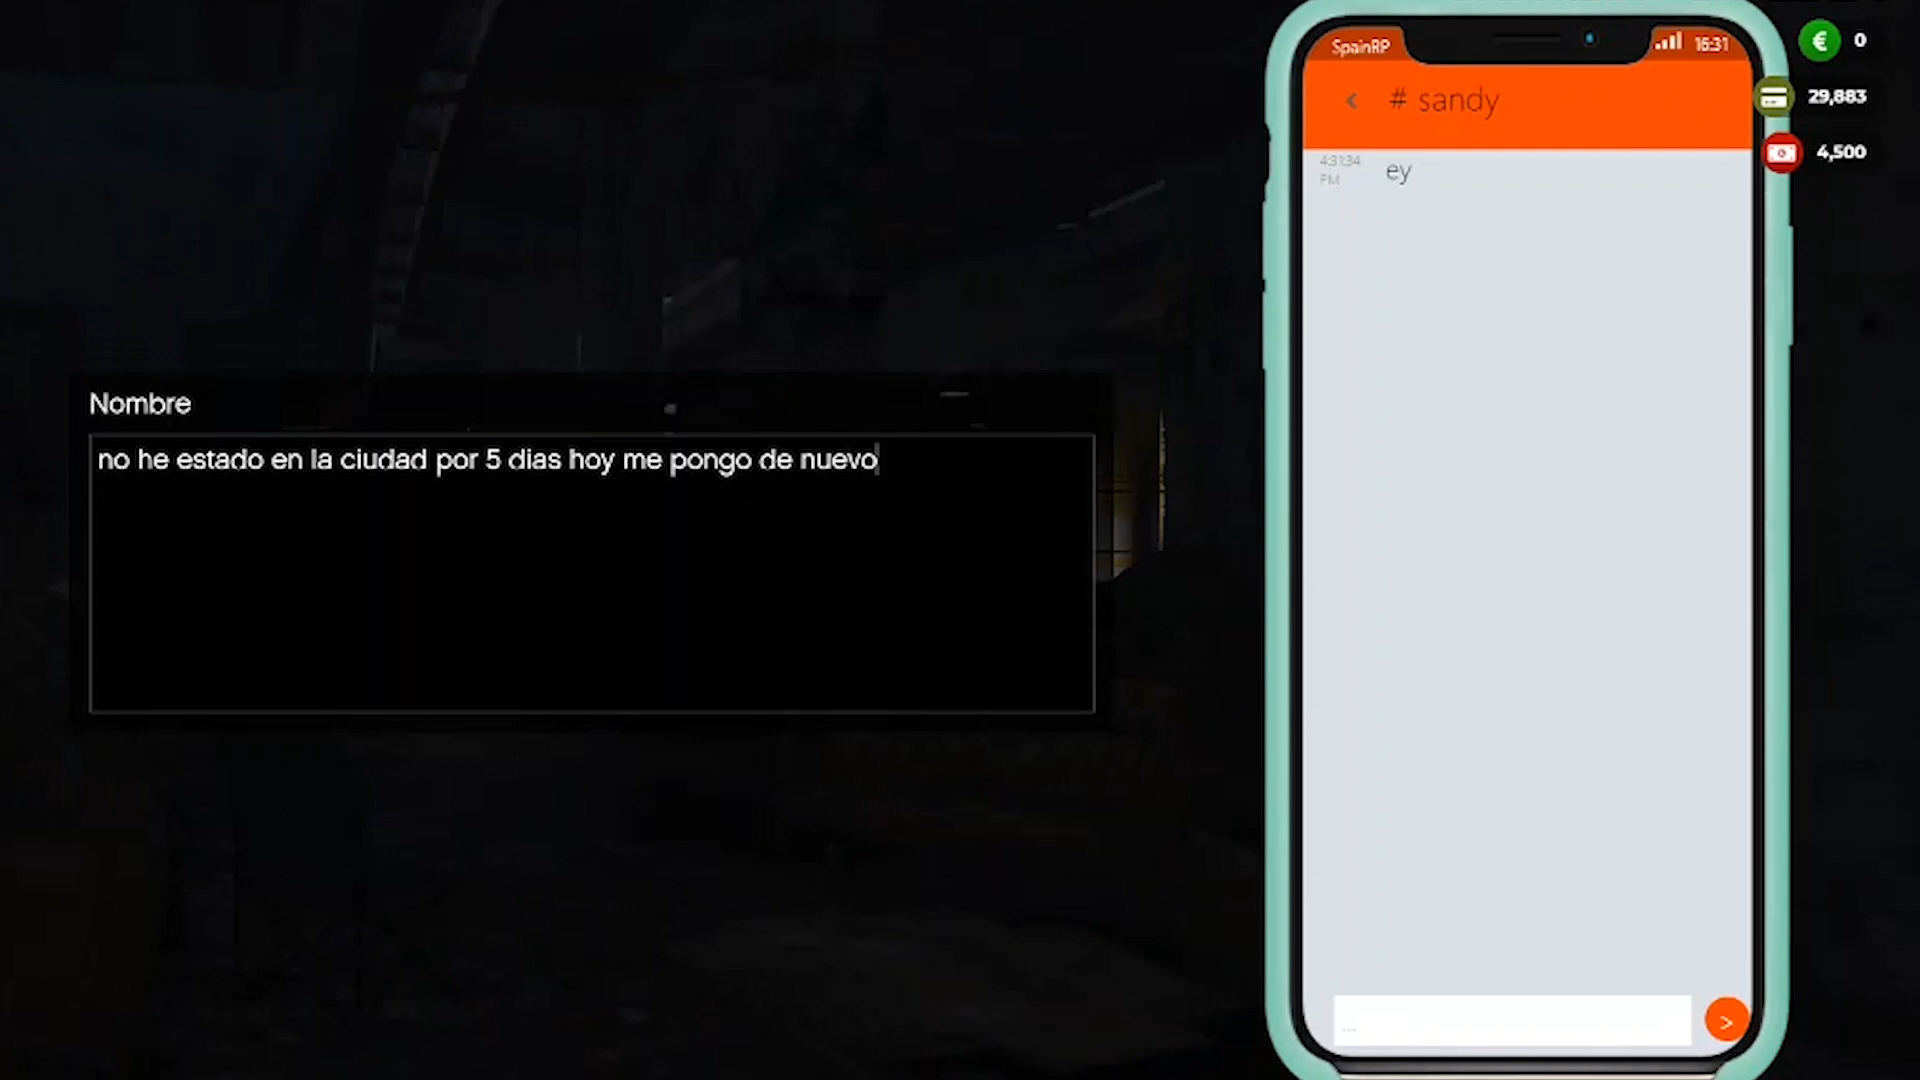 SpainRP
16:31
0
# sandy
29,883
4,500
4:31:34
PM
ey
Nombre
no he estado en la ciudad por 5 dias hoy me pongo de nuevo
...